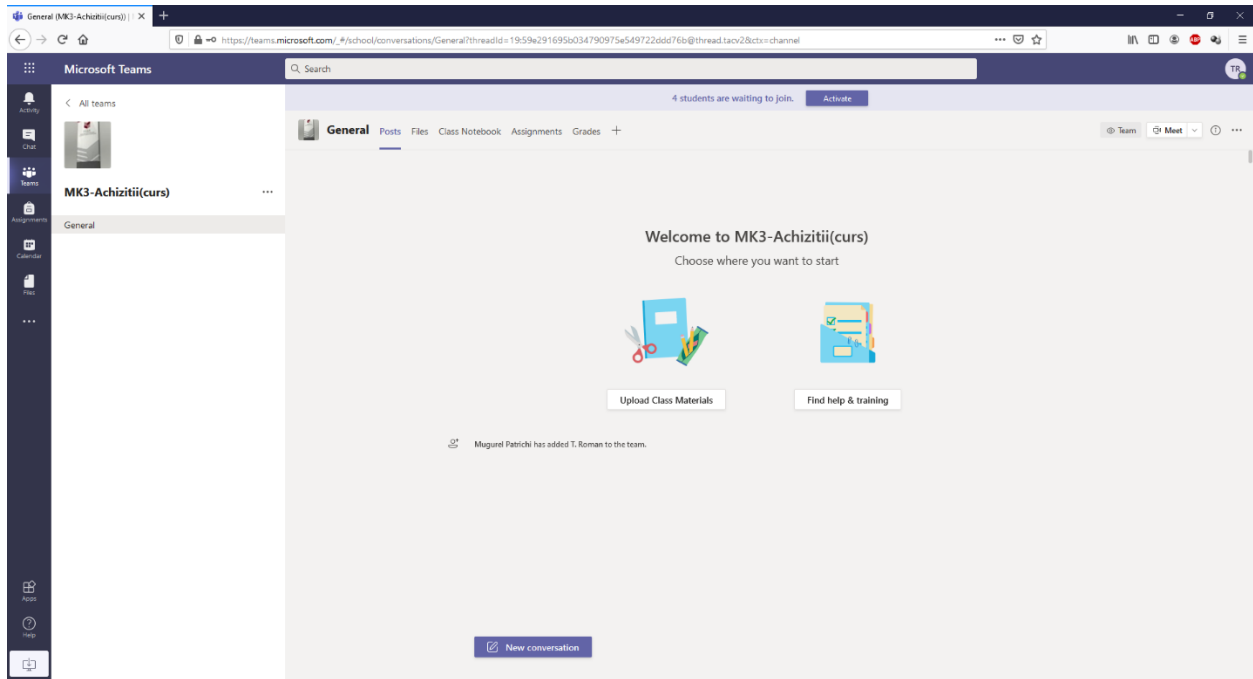 General (MK3-Achizitii(curs)) |
https://teams.microsoft.com/_#/school/conversations/General?threadId=19:59e291695b034790975e549722ddd76b@thread.tacv2&ctx=channel
Microsoft Teams
Search
TR
Activity
Chat
Teams
Assignments
Calendar
Files
Apps
Help
All teams
MK3-Achizitii(curs)
General
4 students are waiting to join. Activate
General Posts Files Class Notebook Assignments Grades
Team Meet
Welcome to MK3-Achizitii(curs)
Choose where you want to start
Upload Class Materials Find help & training
Mugurel Patrichi has added T. Roman to the team.
New conversation